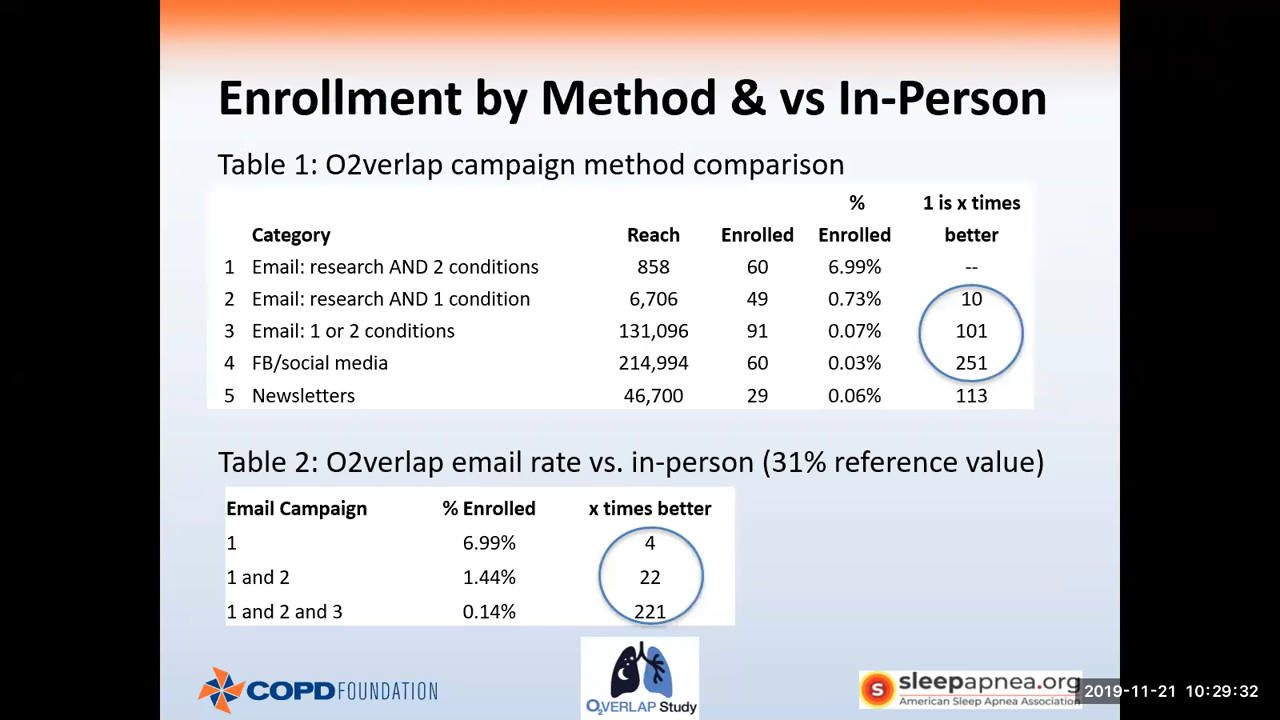 Enrollment by Method & vs In-Person
Table 1: O2verlap campaign method comparison
% 1 is x times
Category Reach Enrolled Enrolled better
1 Email: research AND 2 conditions 858 60 6.99% --
2 Email: research AND 1 condition 6,706 49 0.73% 10
3 Email: 1 or 2 conditions 131,096 91 0.07% 101
4 FB/social media 214,994 60 0.03% 251
5 Newsletters 46,700 29 0.06% 113
Table 2: O2verlap email rate vs. in-person (31% reference value)
Email Campaign % Enrolled x times better
1 6.99% 4
1 and 2 1.44% 22
1 and 2 and 3 0.14% 221
COPDFOUNDATION
O2VERLAP Study
S sleepapnea.org
American Sleep Apnea Association
2019-11-21 10:29:32